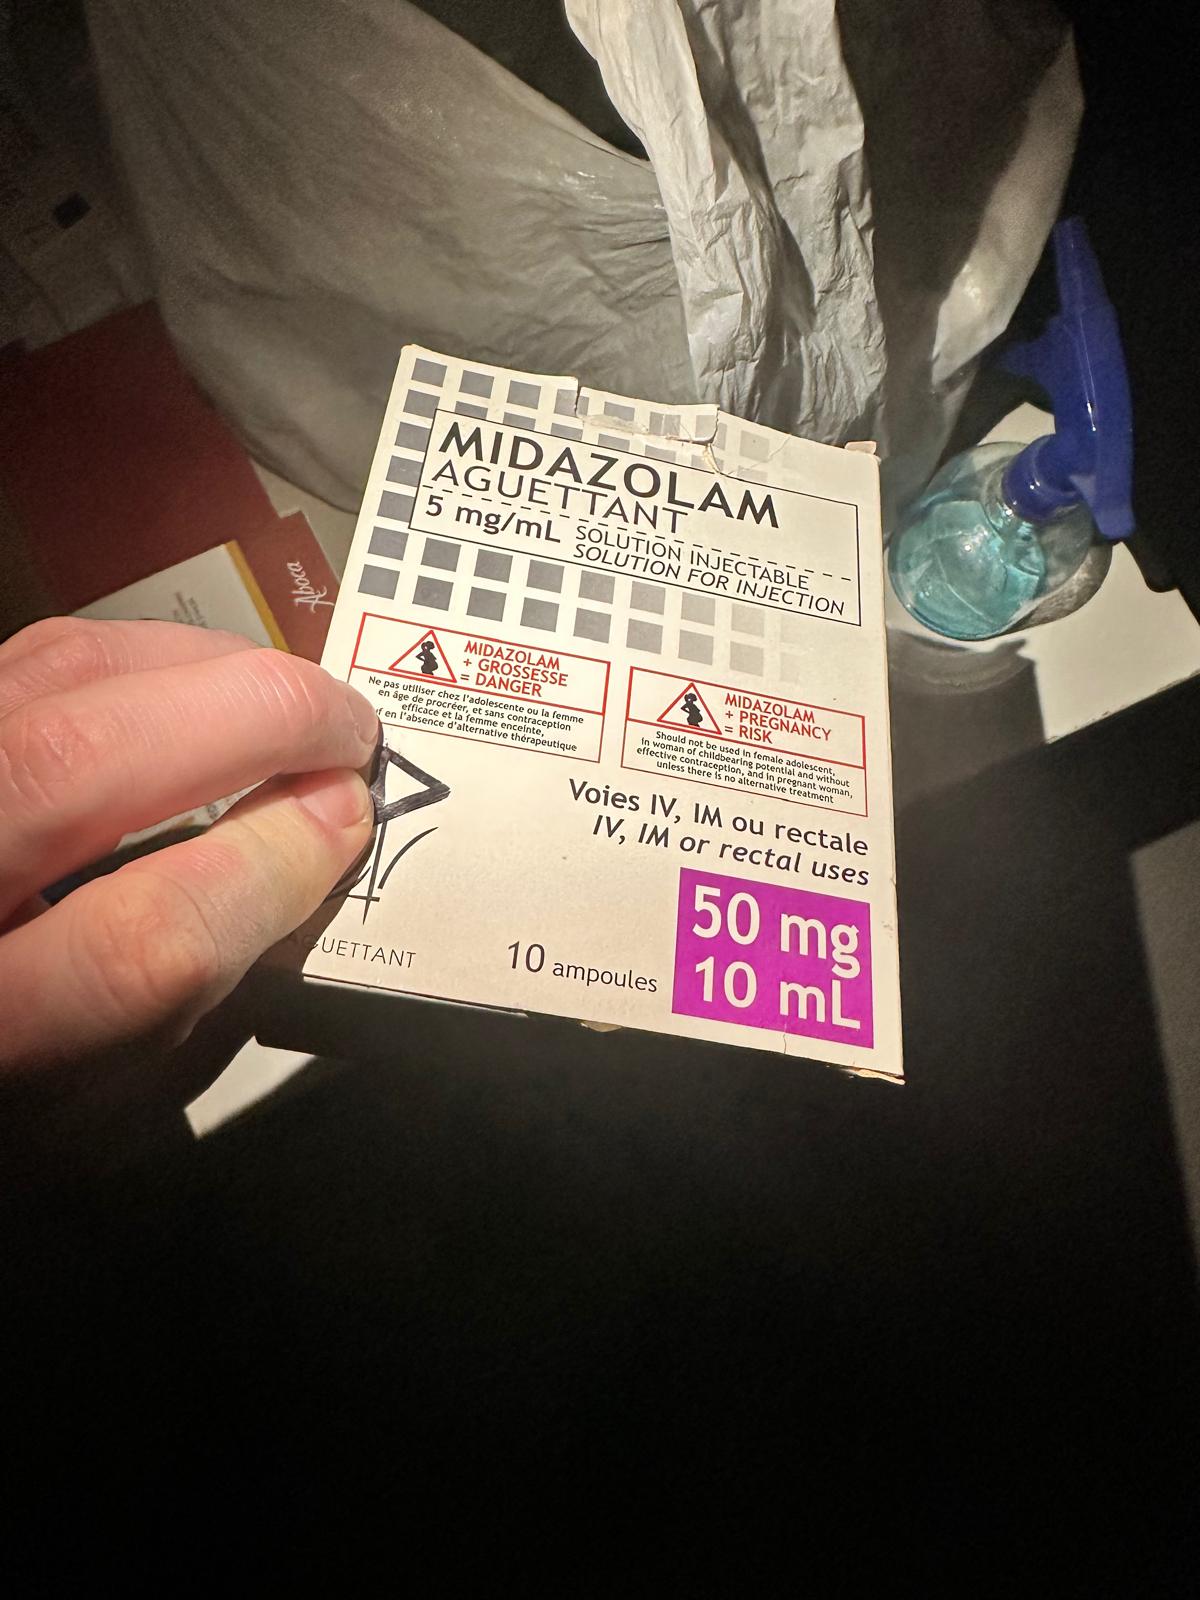 MIDAZOLAM
AGUETTANT
5 mg/mL SOLUTION INJECTABLE
SOLUTION FOR INJECTION
MIDAZOLAM
+ GROSSESSE
= DANGER
Ne pas utiliser chez l'adolescente ou la femme
en âge de procréer, et sans contraception
efficace et la femme enceinte,
en l'absence d'alternative thérapeutique
MIDAZOLAM
+ PREGNANCY
= RISK
Should not be used in female adolescent,
in woman of childbearing potential and without
effective contraception, and in pregnant woman,
unless there is no alternative treatment
Voies IV, IM ou rectale
IV, IM or rectal uses
50 mg
10 mL
10 ampoules
AGUETTANT
Aboca